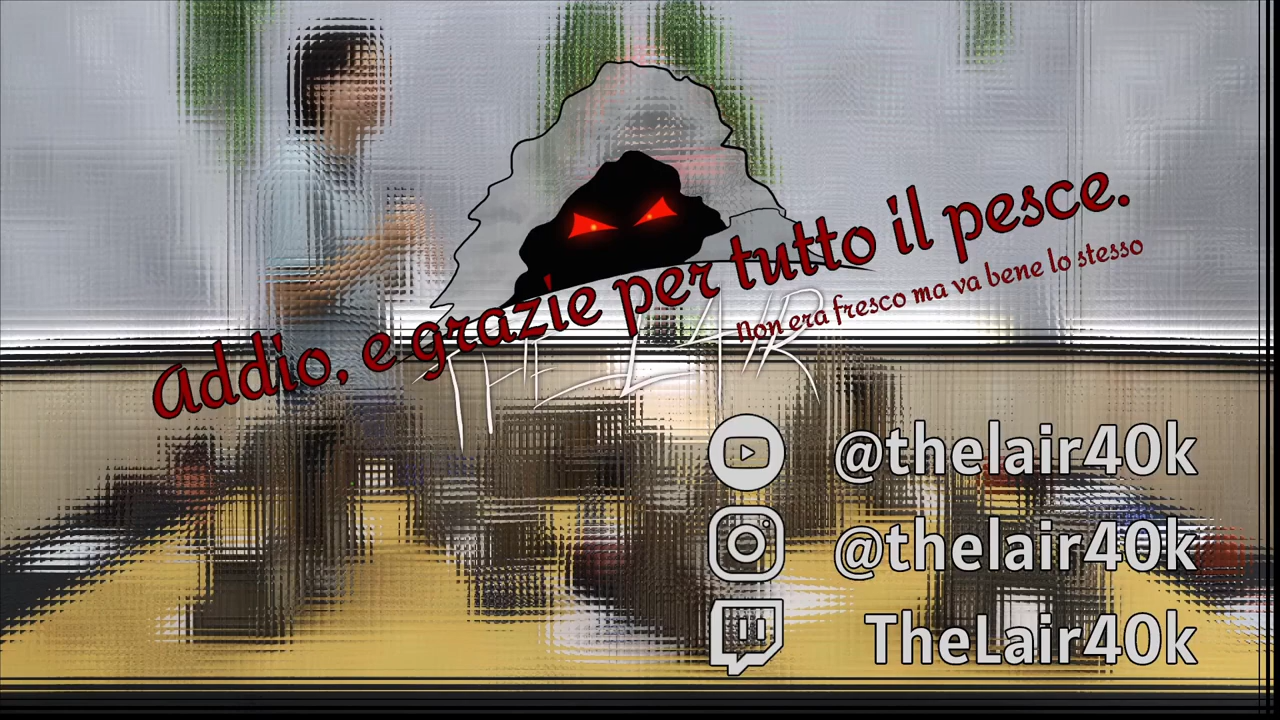 Addio, e grazie per tutto il pesce.
Non era fresco ma va bene lo stesso
THE LAIR
@thelair40k
@thelair40k
TheLair40k